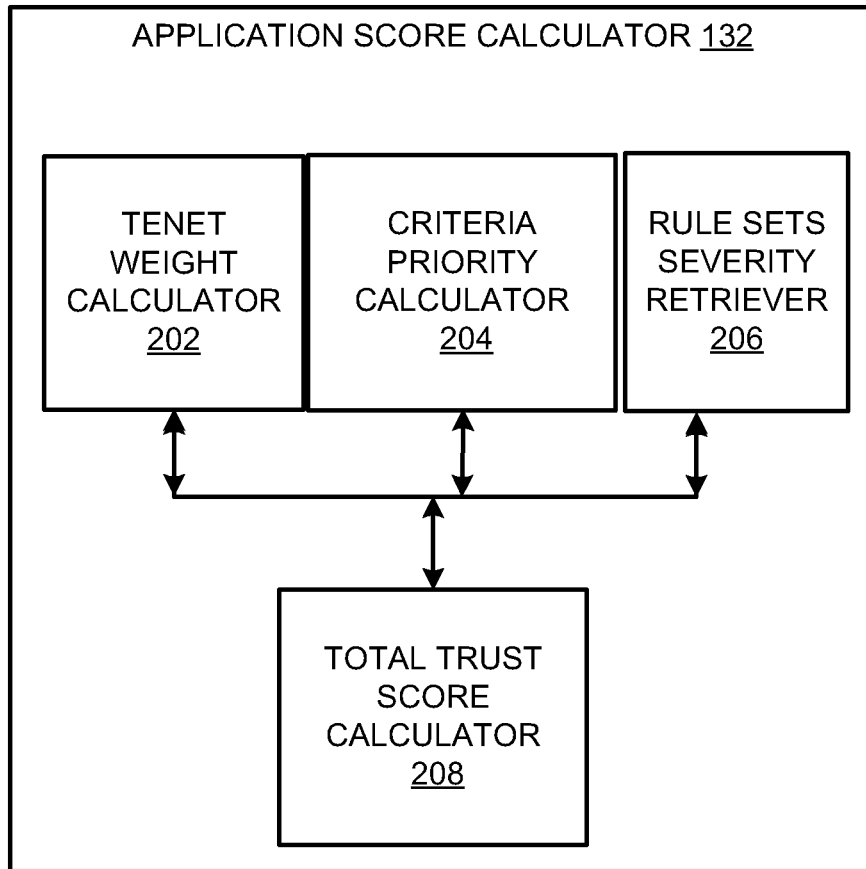 APPLICATION SCORE CALCULATOR 132
TENET
WEIGHT
CALCULATOR
202
CRITERIA
PRIORITY
CALCULATOR
204
RULE SETS
SEVERITY
RETRIEVER
206
TOTAL TRUST
SCORE
CALCULATOR
208